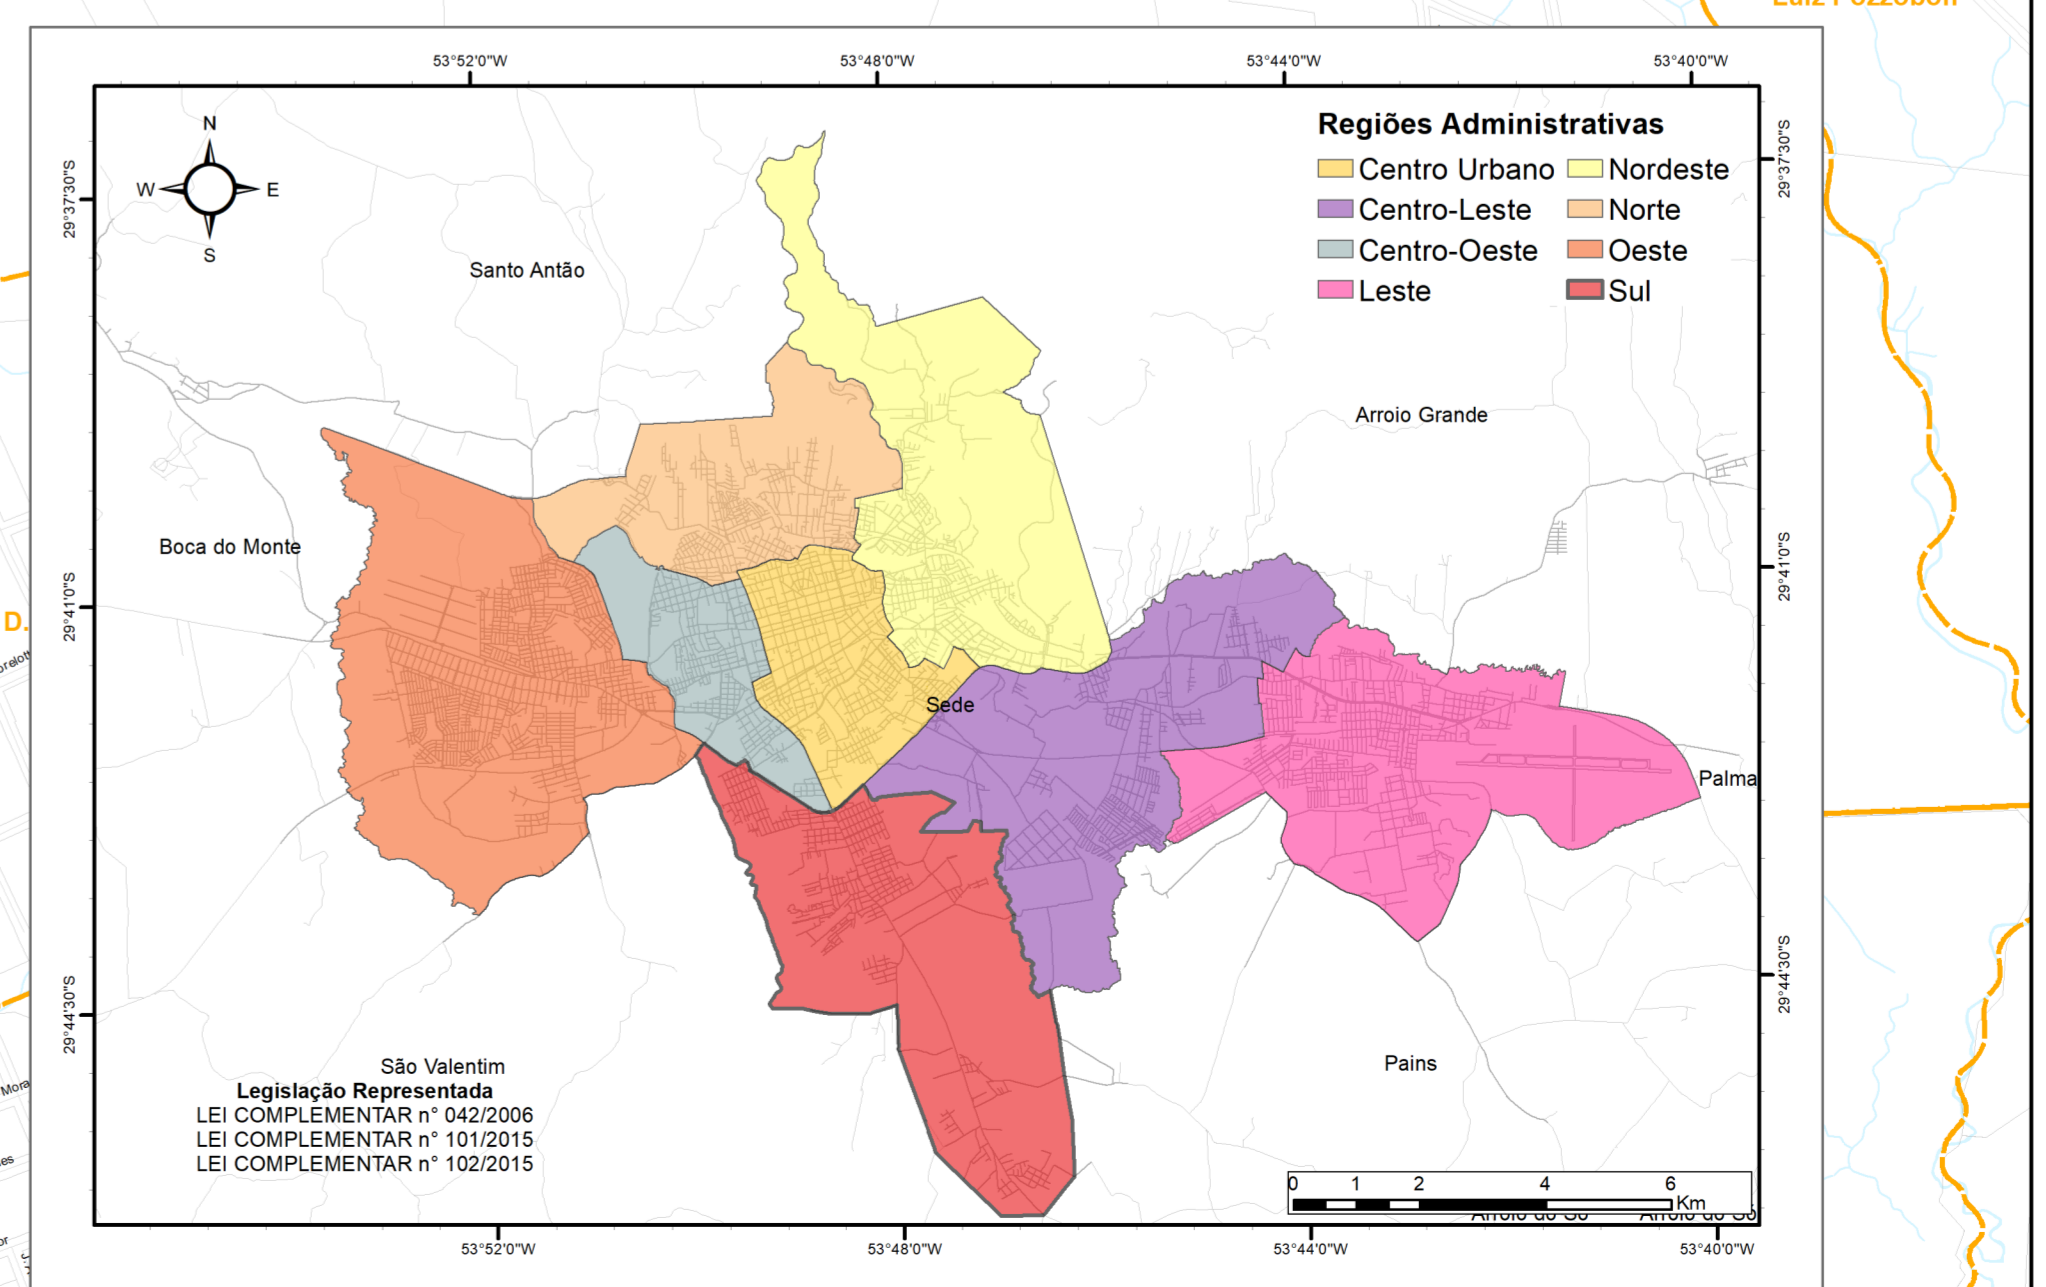 53°52'0"W
53°48'0"W
53°44'0"W
53°40'0"W
N
W
E
S
29°37'30"S
29°37'30"S
Regiões Administrativas
Centro Urbano
Nordeste
Centro-Leste
Norte
Centro-Oeste
Oeste
Leste
Sul
Santo Antão
Arroio Grande
Boca do Monte
29°41'0"S
29°41'0"S
D.
Sede
Palma
29°44'30"S
29°44'30"S
São Valentim
Pains
Legislação Representada
LEI COMPLEMENTAR n° 042/2006
LEI COMPLEMENTAR n° 101/2015
LEI COMPLEMENTAR n° 102/2015
0 1 2 4 6
Km
53°52'0"W
53°48'0"W
53°44'0"W
53°40'0"W